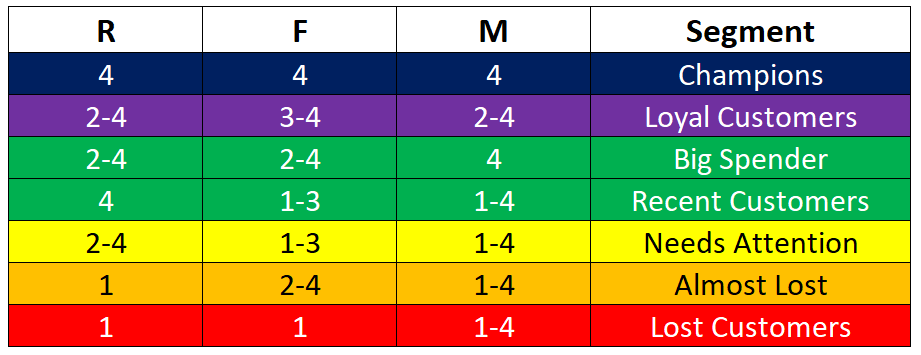 R F M Segment
4 4 4 Champions
2-4 3-4 2-4 Loyal Customers
2-4 2-4 4 Big Spender
4 1-3 1-4 Recent Customers
2-4 1-3 1-4 Needs Attention
1 2-4 1-4 Almost Lost
1 1 1-4 Lost Customers